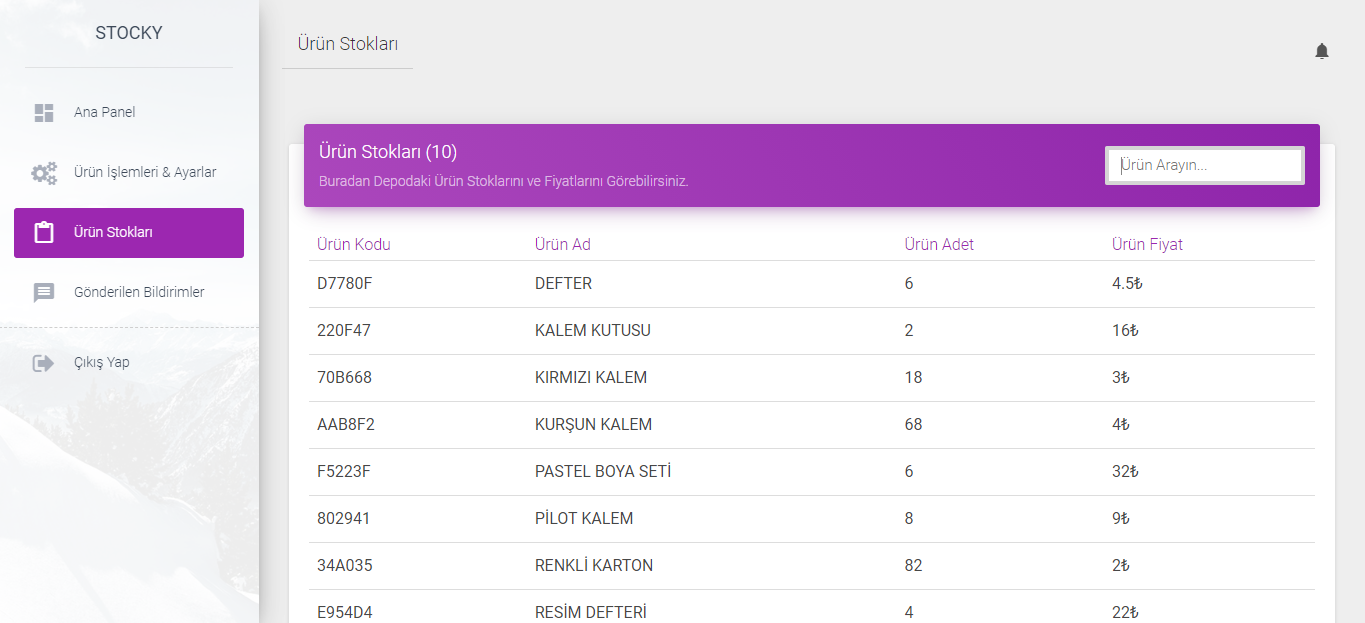 STOCKY
Ana Panel
Ürün İşlemleri & Ayarlar
Ürün Stokları
Gönderilen Bildirimler
Çıkış Yap
Ürün Stokları
Ürün Stokları (10)
Buradan Depodaki Ürün Stoklarını ve Fiyatlarını Görebilirsiniz.
Ürün Arayın...
Ürün Kodu Ürün Ad Ürün Adet Ürün Fiyat
D7780F DEFTER 6 4.5₺
220F47 KALEM KUTUSU 2 16₺
70B668 KIRMIZI KALEM 18 3₺
AAB8F2 KURŞUN KALEM 68 4₺
F5223F PASTEL BOYA SETİ 6 32₺
802941 PİLOT KALEM 8 9₺
34A035 RENKLİ KARTON 82 2₺
E954D4 RESİM DEFTERİ 4 22₺